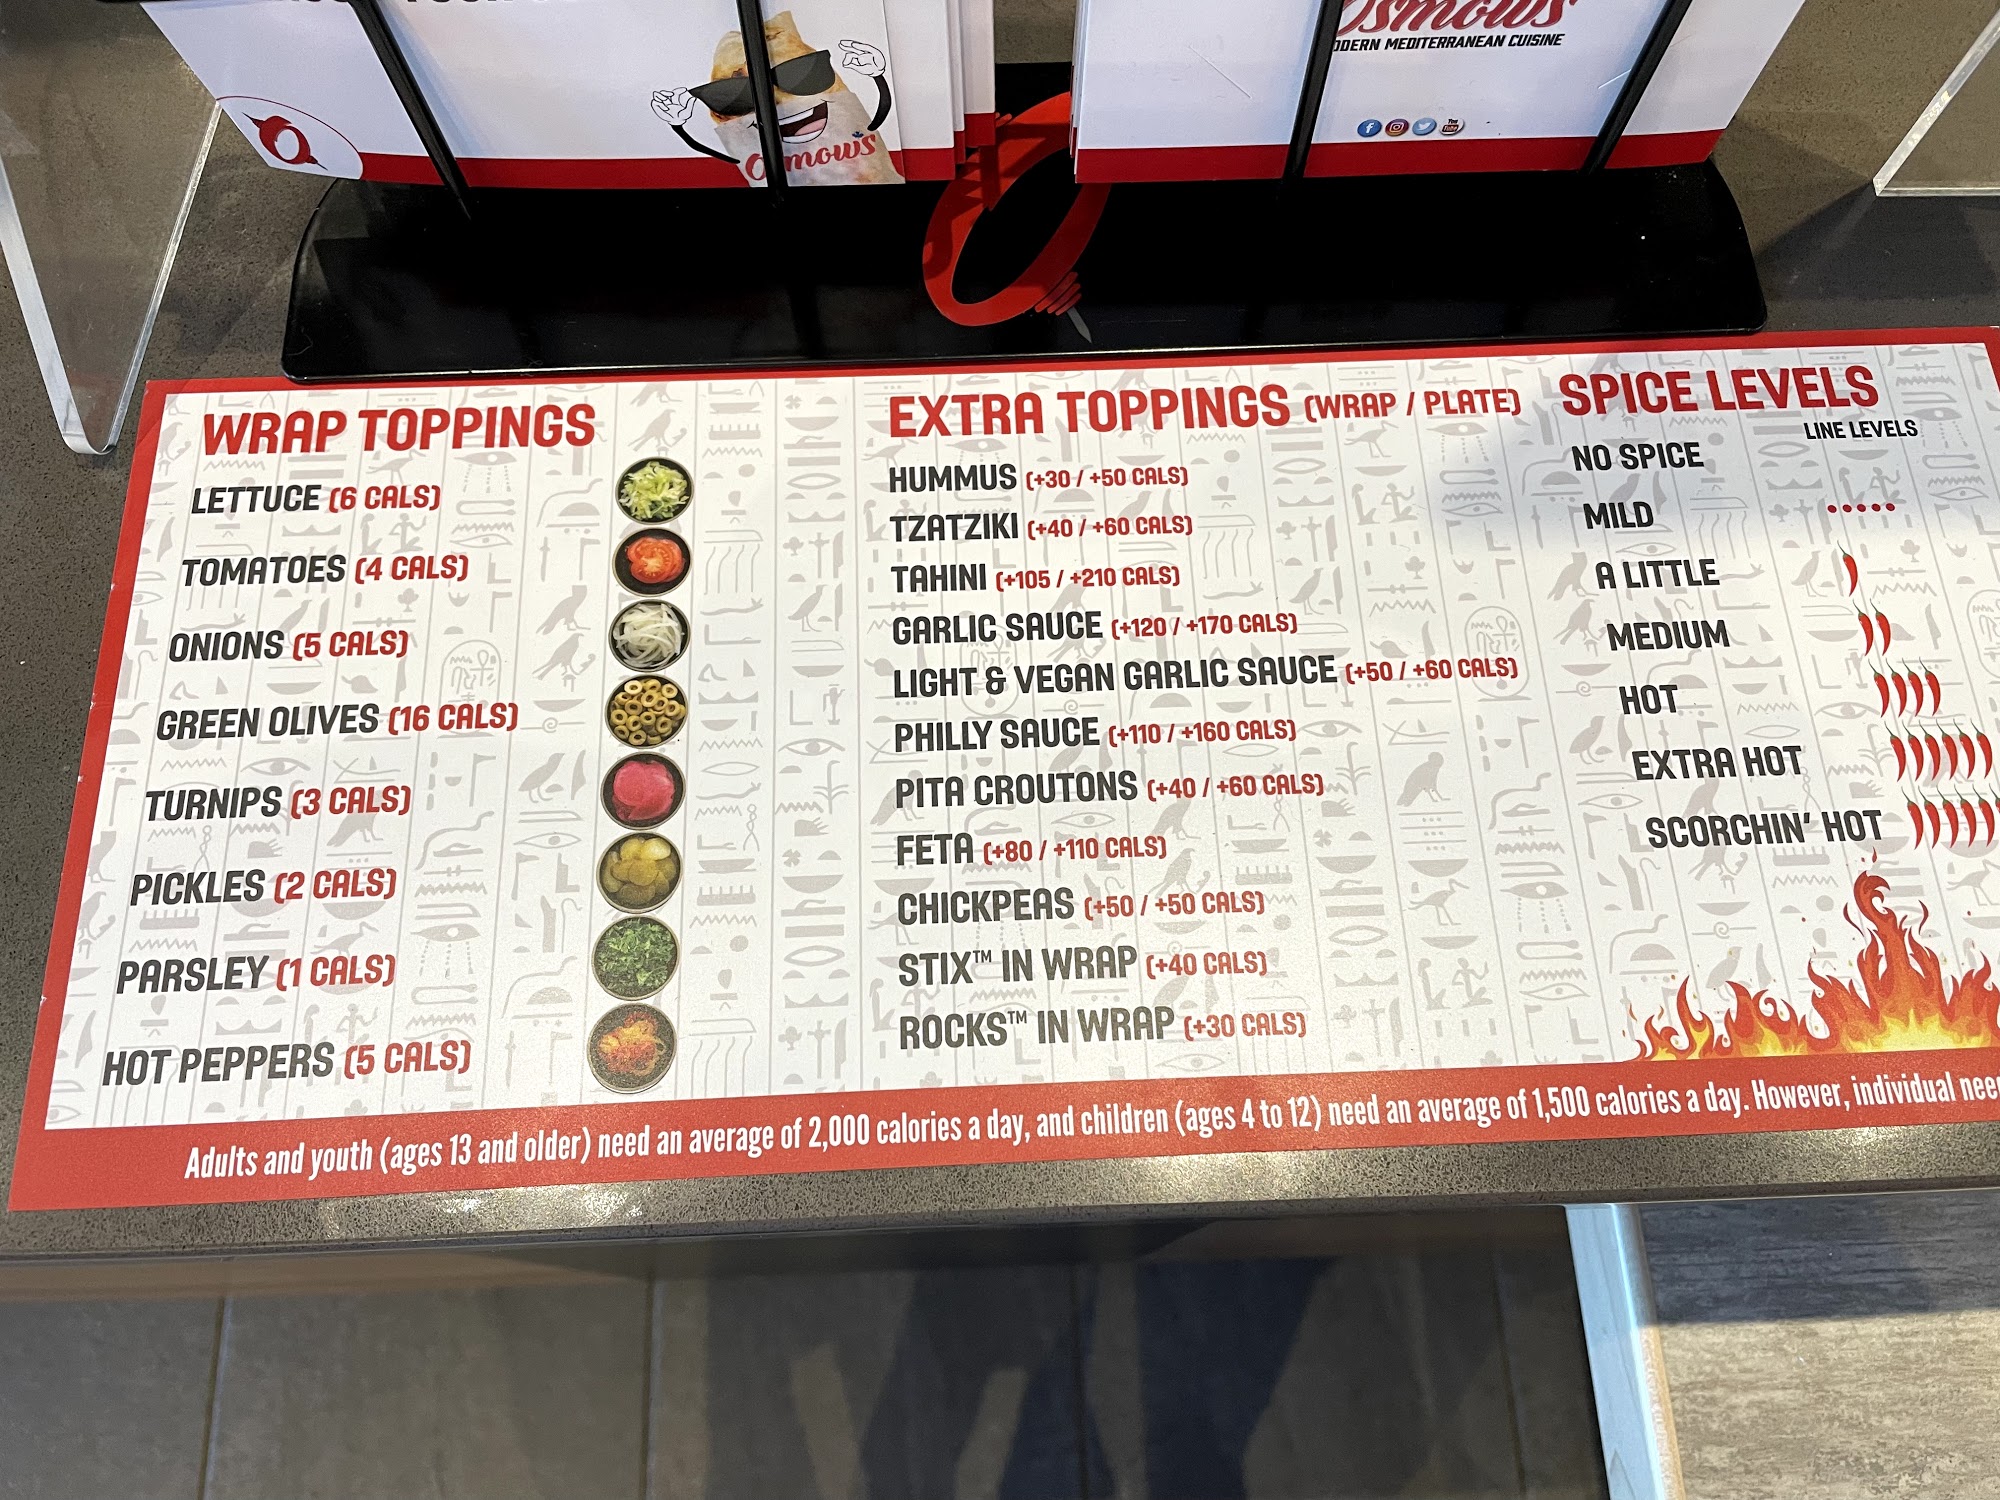 Osmow's
Osmows
MODERN MEDITERRANEAN CUISINE
WRAP TOPPINGS
LETTUCE (6 CALS)
TOMATOES (4 CALS)
ONIONS (5 CALS)
GREEN OLIVES (16 CALS)
TURNIPS (3 CALS)
PICKLES (2 CALS)
PARSLEY (1 CALS)
HOT PEPPERS (5 CALS)
EXTRA TOPPINGS (WRAP / PLATE)
HUMMUS (+30 / +50 CALS)
TZATZIKI (+40 / +60 CALS)
TAHINI (+105 / +210 CALS)
GARLIC SAUCE (+120 / +170 CALS)
LIGHT & VEGAN GARLIC SAUCE (+50 / +60 CALS)
PHILLY SAUCE (+110 / +160 CALS)
PITA CROUTONS (+40 / +60 CALS)
FETA (+80 / +110 CALS)
CHICKPEAS (+50 / +50 CALS)
STIX™ IN WRAP (+40 CALS)
ROCKS™ IN WRAP (+30 CALS)
SPICE LEVELS
LINE LEVELS
NO SPICE
MILD
A LITTLE
MEDIUM
HOT
EXTRA HOT
SCORCHIN' HOT
Adults and youth (ages 13 and older) need an average of 2,000 calories a day, and children (ages 4 to 12) need an average of 1,500 calories a day. However, individual nee